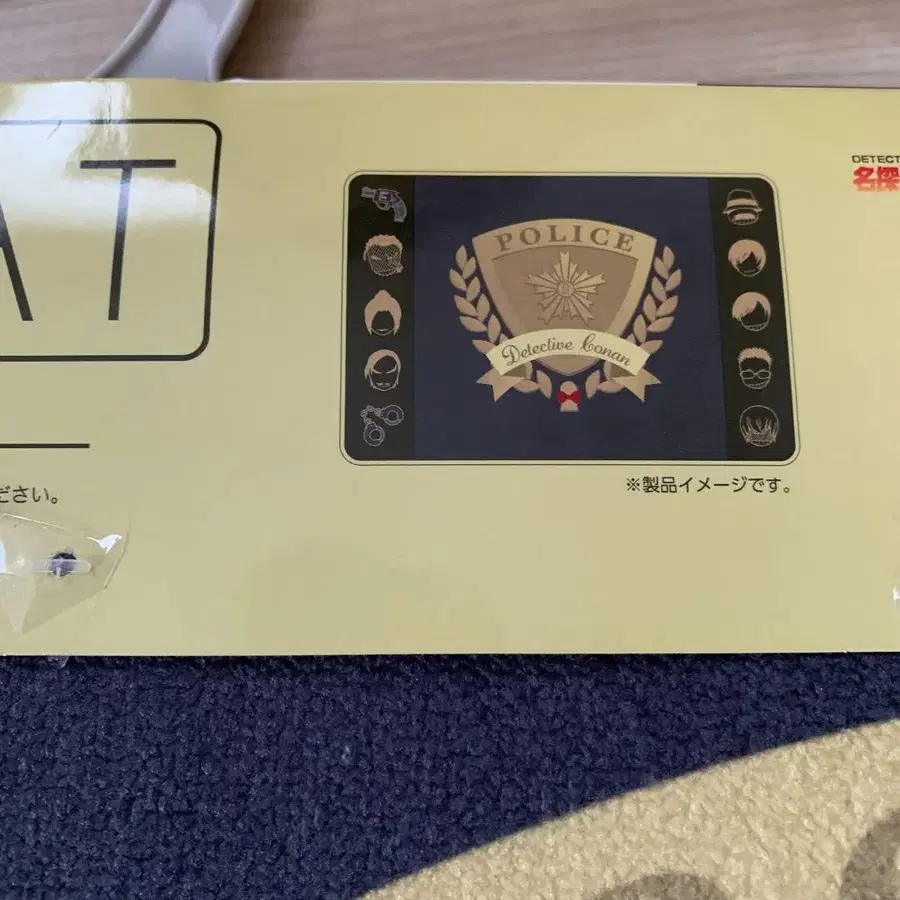 AT
DETECT
名探
POLICE
Detective Conan
※製品イメージです。
ださい。